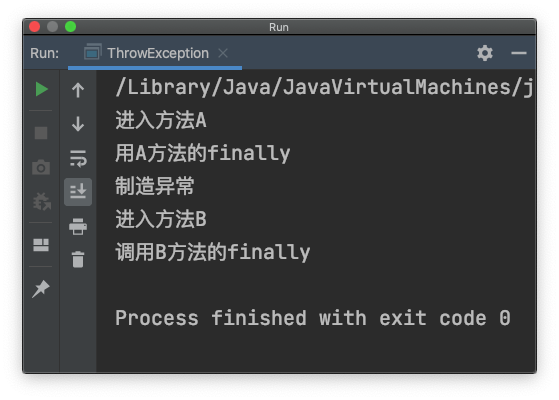 Run
Run:
ThrowException
/Library/Java/JavaVirtualMachines/j
进入方法A
用A方法的finally
制造异常
进入方法B
调用B方法的finally
Process finished with exit code 0